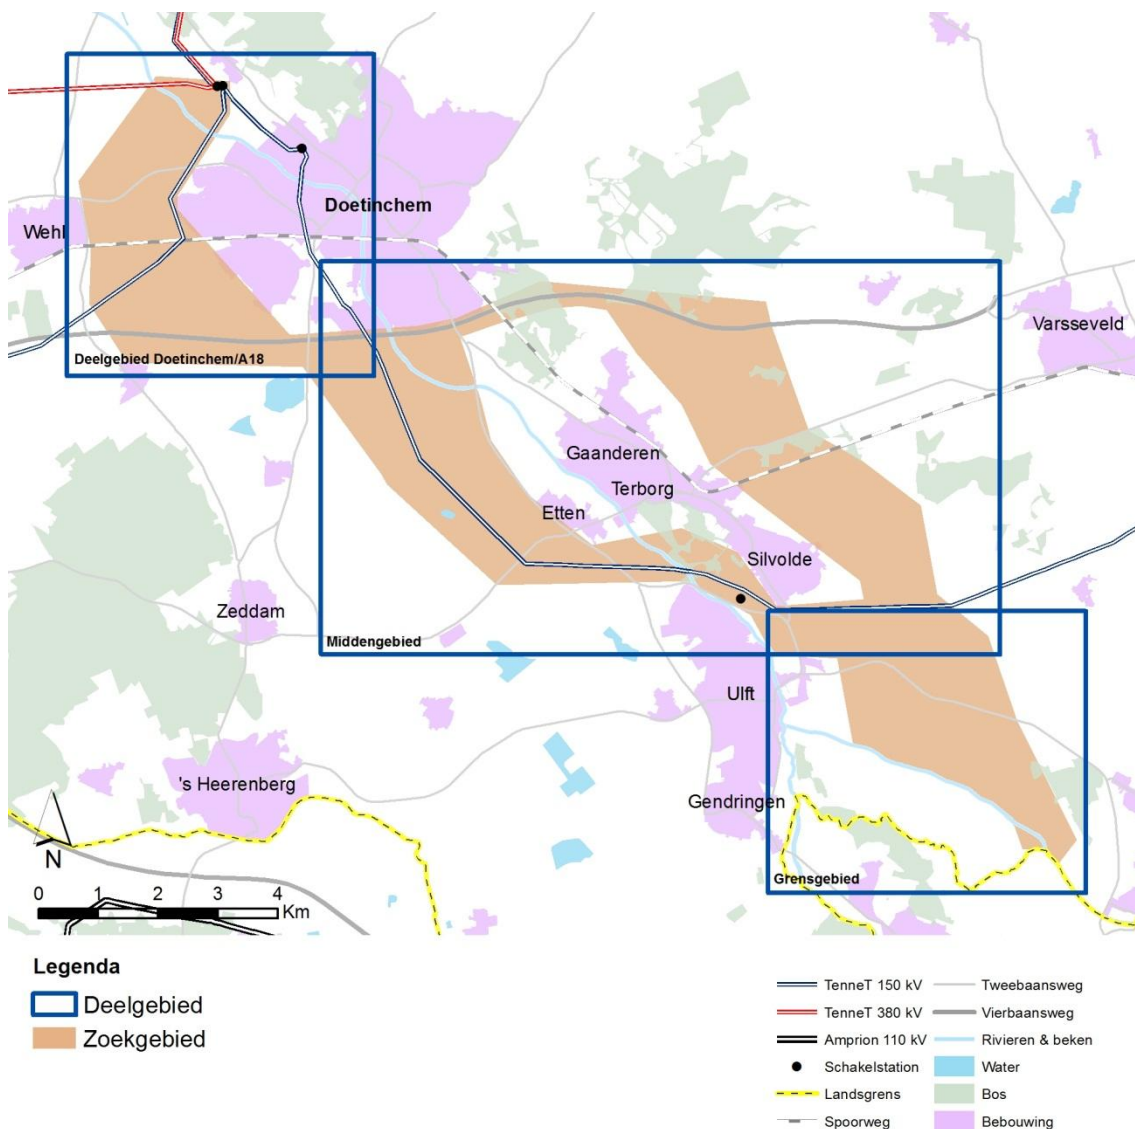 Doetinchem
Wehl
Varsseveld
Deelgebied Doetinchem/A18
Gaanderen
Terborg
Etten
Silvolde
Zeddam
Middengebied
Ulft
's Heerenberg
Gendringen
N
Grensgebied
0 1 2 3 4
Km
Legenda
Deelgebied
Zoekgebied
TenneT 150 kV
TenneT 380 kV
Amprion 110 kV
Schakelstation
Landsgrens
Spoorweg
Tweebaansweg
Vierbaansweg
Rivieren & beken
Water
Bos
Bebouwing